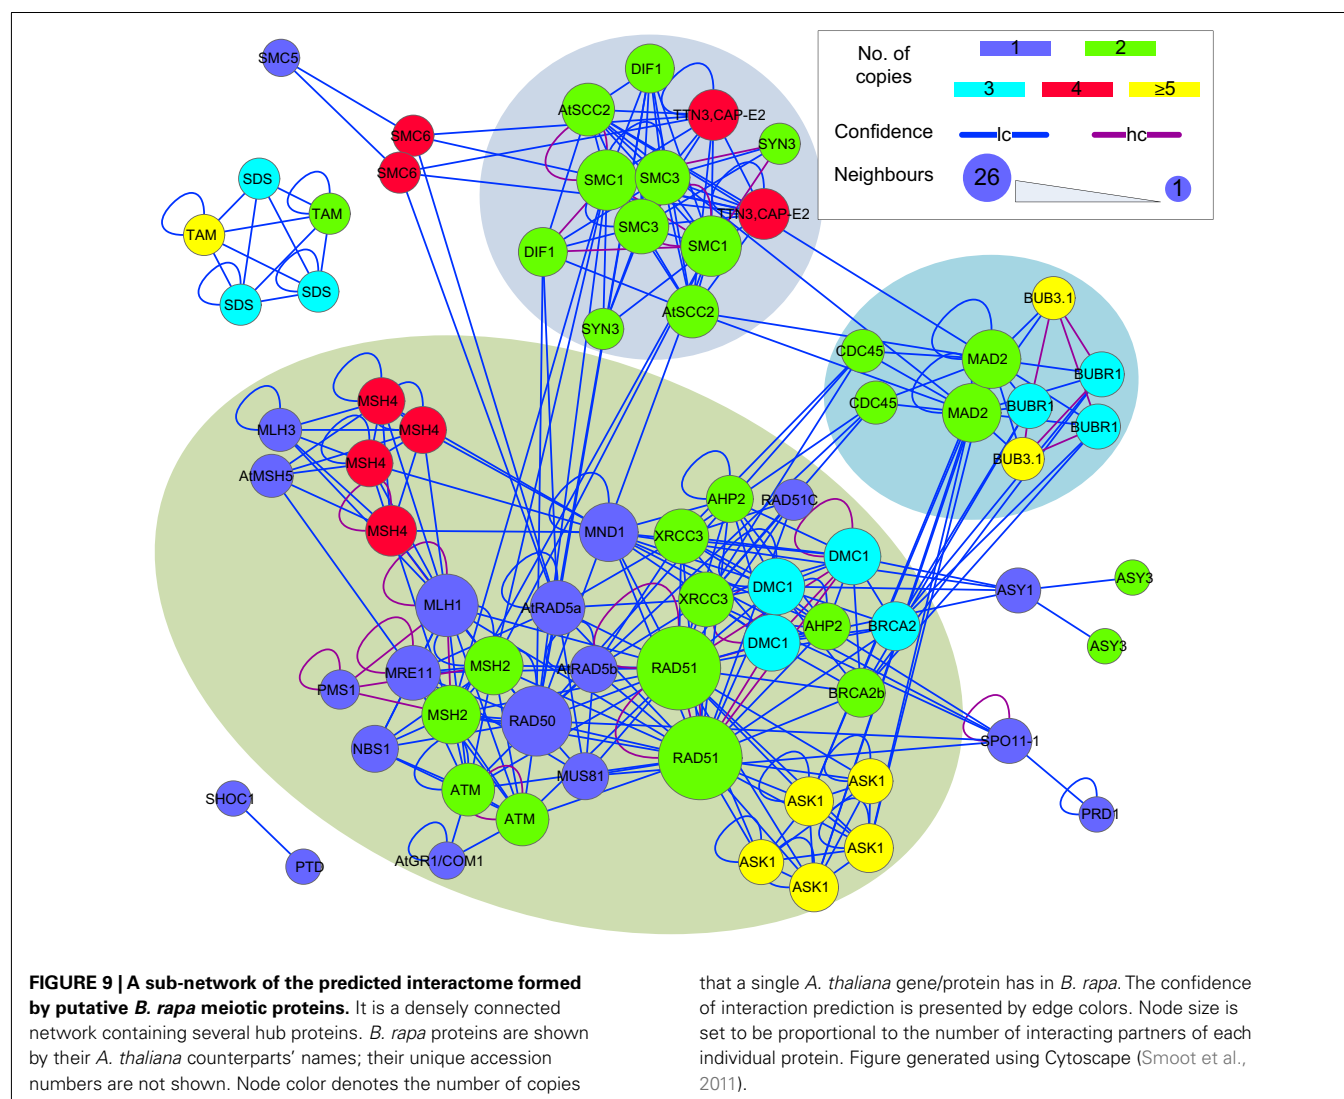 SMC5
DIF1
AtSCC2
TTN3,CAP-E2
SMC6
SMC6
SYN3
SDS
SMC1
SMC3
TAM
TAM
TTN3,CAP-E2
SMC3
SMC1
DIF1
SDS
SDS
AtSCC2
SYN3
No. of
copies
1
2
3
4
≥5
Confidence
lc
hc
Neighbours
26
1
BUB3.1
CDC45
MAD2
BUBR1
CDC45
MAD2
BUBR1
BUBR1
BUB3.1
MSH4
MLH3
MSH4
MSH4
AtMSH5
MSH4
MND1
AHP2
RAD51C
XRCC3
DMC1
DMC1
XRCC3
MLH1
AtRAD5a
AHP2
BRCA2
DMC1
ASY1
ASY3
ASY3
MRE11
MSH2
AtRAD5b
RAD51
PMS1
BRCA2b
MSH2
RAD50
NBS1
RAD51
SPO11-1
MUS81
SHOC1
ATM
ASK1
ASK1
PRD1
ATM
PTD
AtGR1/COM1
ASK1
ASK1
ASK1
FIGURE 9 | A sub-network of the predicted interactome formed
by putative B. rapa meiotic proteins. It is a densely connected
network containing several hub proteins. B. rapa proteins are shown
by their A. thaliana counterparts' names; their unique accession
numbers are not shown. Node color denotes the number of copies
that a single A. thaliana gene/protein has in B. rapa. The confidence
of interaction prediction is presented by edge colors. Node size is
set to be proportional to the number of interacting partners of each
individual protein. Figure generated using Cytoscape (Smoot et al.,
2011).